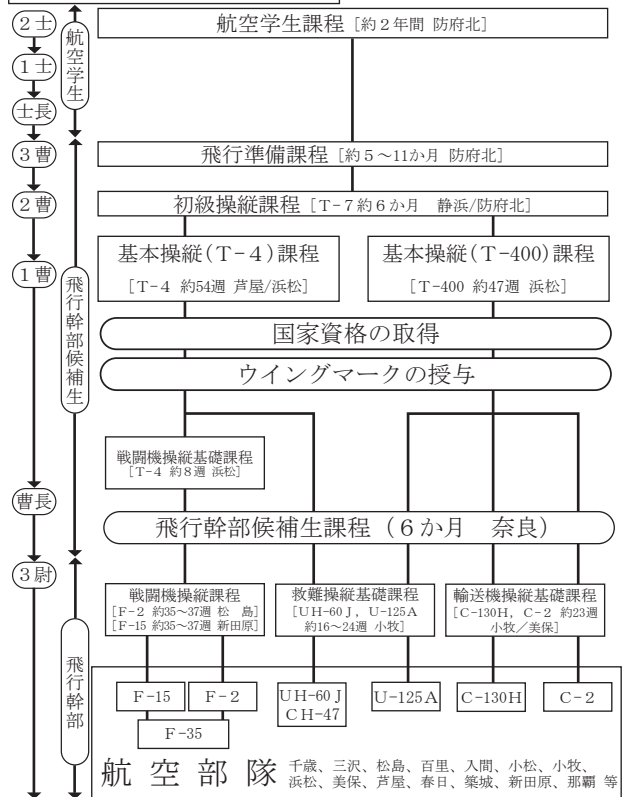 2士
1士
士長
3曹
2曹
1曹
曹長
3尉
航空学生
飛行幹部候補生
飛行幹部
航空学生課程［約２年間 防府北］
飛行準備課程［約５～11か月 防府北］
初級操縦課程［Ｔ-７約６か月　静浜/防府北］
基本操縦（Ｔ-4）課程
［Ｔ-4 約54週 芦屋/浜松］
基本操縦（Ｔ-400）課程
［Ｔ-400 約47週 浜松］
国家資格の取得
ウイングマークの授与
戦闘機操縦基礎課程
［Ｔ-4 約８週 浜松］
飛行幹部候補生課程（６か月　奈良）
戦闘機操縦課程
［F-2 約35～37週 松　島］
［F-15 約35～37週 新田原］
救難操縦基礎課程
［UH-60J，U-125A
約16～24週 小牧］
輸送機操縦基礎課程
［C-130H，C-2 約23週
小牧／美保］
F-15
F-2
F-35
UH-60J
CH-47
U-125A
C-130H
C-2
航空部隊
千歳、三沢、松島、百里、入間、小松、小牧、
浜松、美保、芦屋、春日、築城、新田原、那覇 等